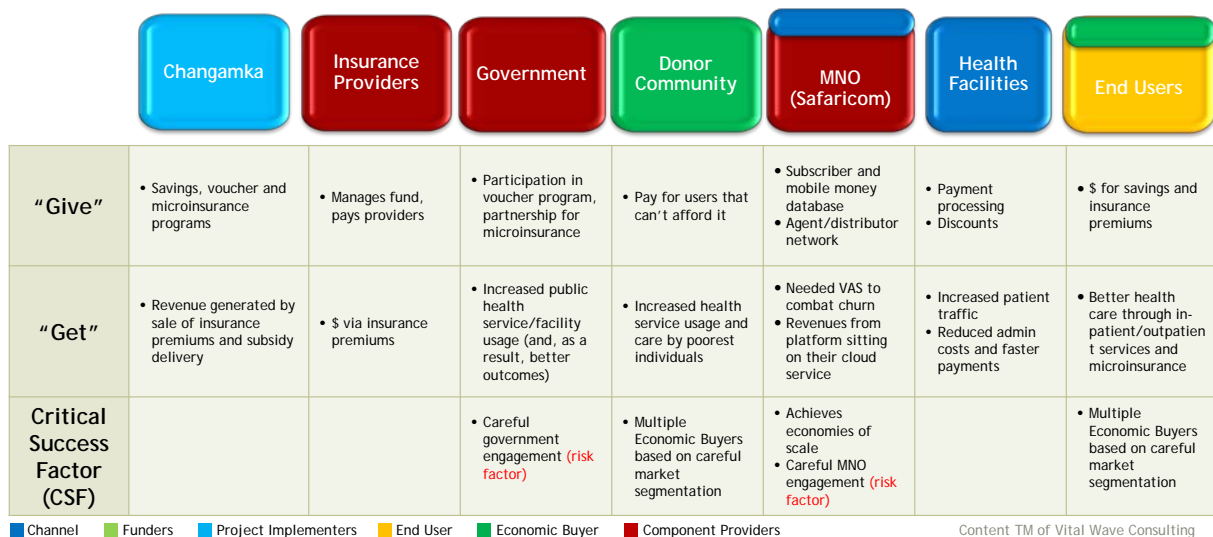 Changamka
Insurance
Providers
Government
Donor
Community
MNO
(Safaricom)
Health
Facilities
End Users
“Give”
• Savings, voucher and
microinsurance
programs
• Manages fund,
pays providers
• Participation in
voucher program,
partnership for
microinsurance
• Pay for users that
can’t afford it
• Subscriber and
mobile money
database
• Agent/distributor
network
• Payment
processing
• Discounts
• $ for savings and
insurance
premiums
“Get”
• Revenue generated by
sale of insurance
premiums and subsidy
delivery
• $ via insurance
premiums
• Increased public
health
service/facility
usage (and, as a
result, better
outcomes)
• Increased health
service usage and
care by poorest
individuals
• Needed VAS to
combat churn
• Revenues from
platform sitting
on their cloud
service
• Increased patient
traffic
• Reduced admin
costs and faster
payments
• Better health
care through in-
patient/outpatien
t services and
microinsurance
Critical
Success
Factor
(CSF)
• Careful
government
engagement (risk
factor)
• Multiple
Economic Buyers
based on careful
market
segmentation
• Achieves
economies of
scale
• Careful MNO
engagement (risk
factor)
• Multiple
Economic Buyers
based on careful
market
segmentation
Channel Funders Project Implementers End User Economic Buyer Component Providers
Content TM of Vital Wave Consulting